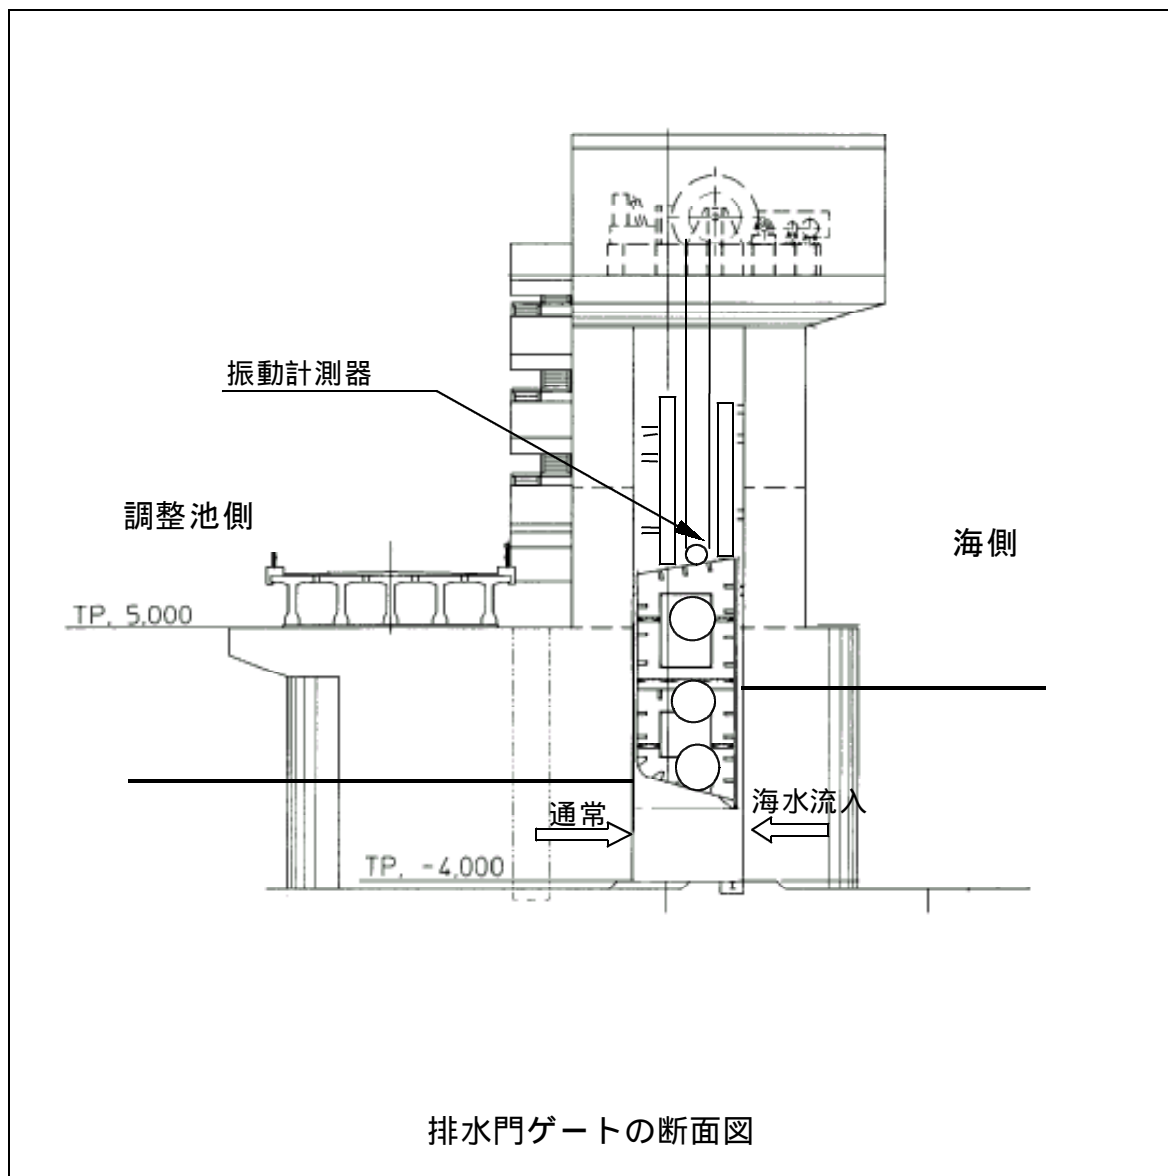 振動計測器
調整池側
海側
TP. 5,000
海水流入
通常
TP. -4,000
排水門ゲートの断面図